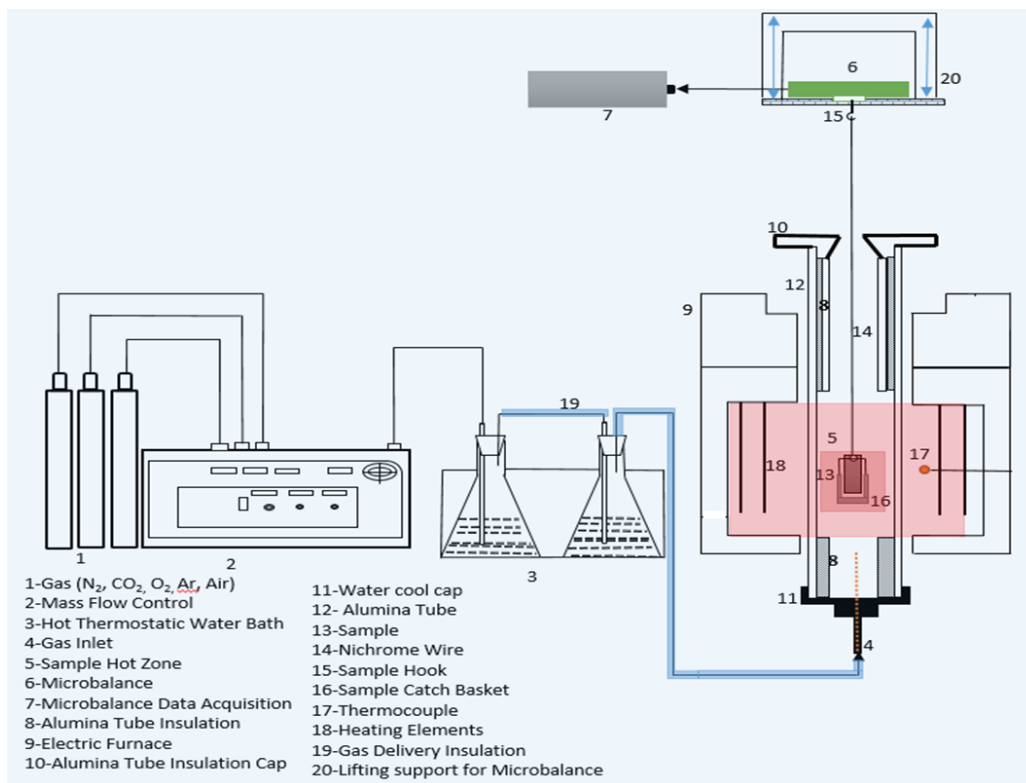 6
20
7
15
10
12
9
8
14
19
5
17
18
13
16
8
11
1
2
3
4
1-Gas (N₂, CO₂, O₂, Ar, Air)
2-Mass Flow Control
3-Hot Thermostatic Water Bath
4-Gas Inlet
5-Sample Hot Zone
6-Microbalance
7-Microbalance Data Acquisition
8-Alumina Tube Insulation
9-Electric Furnace
10-Alumina Tube Insulation Cap
11-Water cool cap
12- Alumina Tube
13-Sample
14-Nichrome Wire
15-Sample Hook
16-Sample Catch Basket
17-Thermocouple
18-Heating Elements
19-Gas Delivery Insulation
20-Lifting support for Microbalance